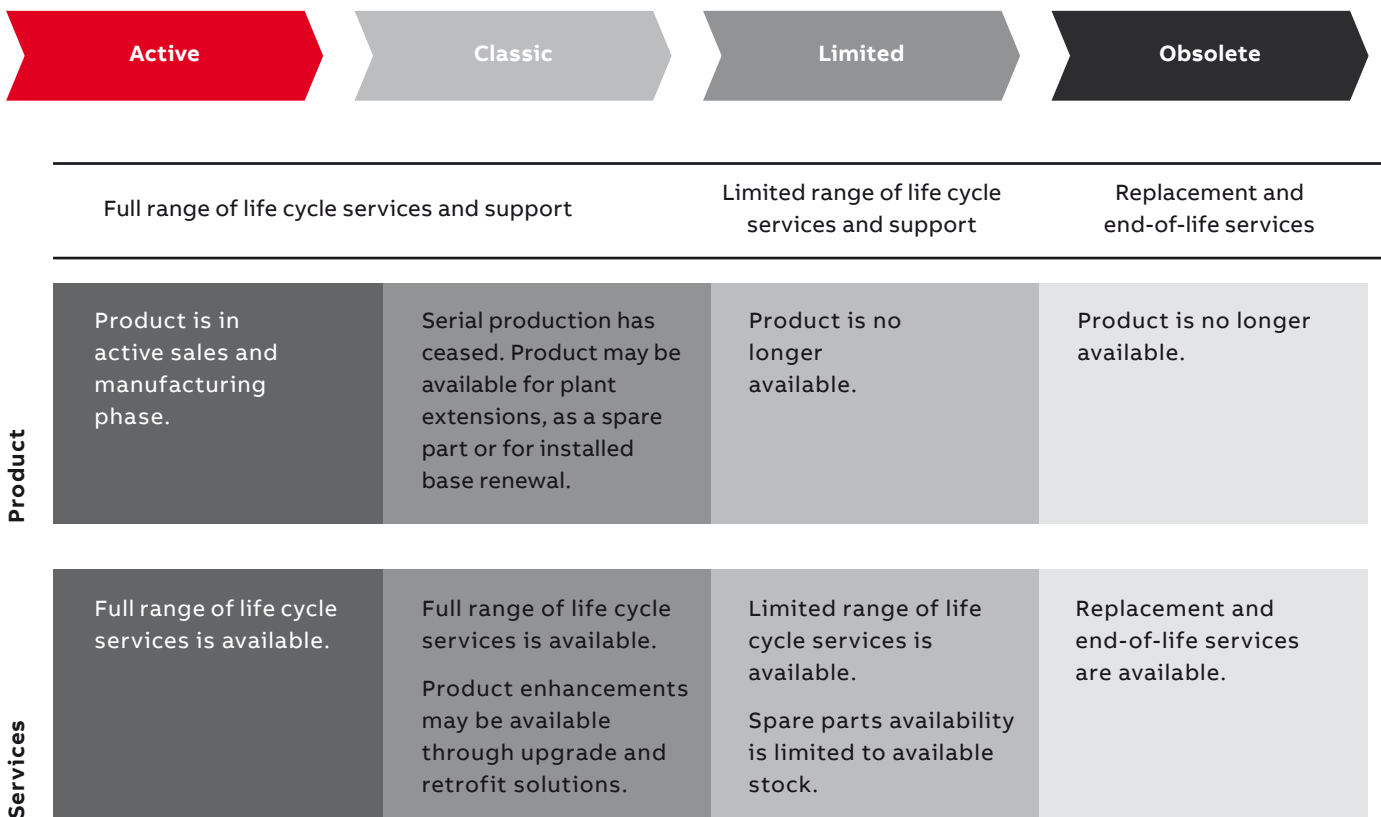 Active
Classic
Limited
Obsolete
Full range of life cycle services and support
Limited range of life cycle
services and support
Replacement and
end-of-life services
Product
Product is in
active sales and
manufacturing
phase.
Serial production has
ceased. Product may be
available for plant
extensions, as a spare
part or for installed
base renewal.
Product is no
longer
available.
Product is no longer
available.
Services
Full range of life cycle
services is available.
Full range of life cycle
services is available.
Product enhancements
may be available
through upgrade and
retrofit solutions.
Limited range of life
cycle services is
available.
Spare parts availability
is limited to available
stock.
Replacement and
end-of-life services
are available.